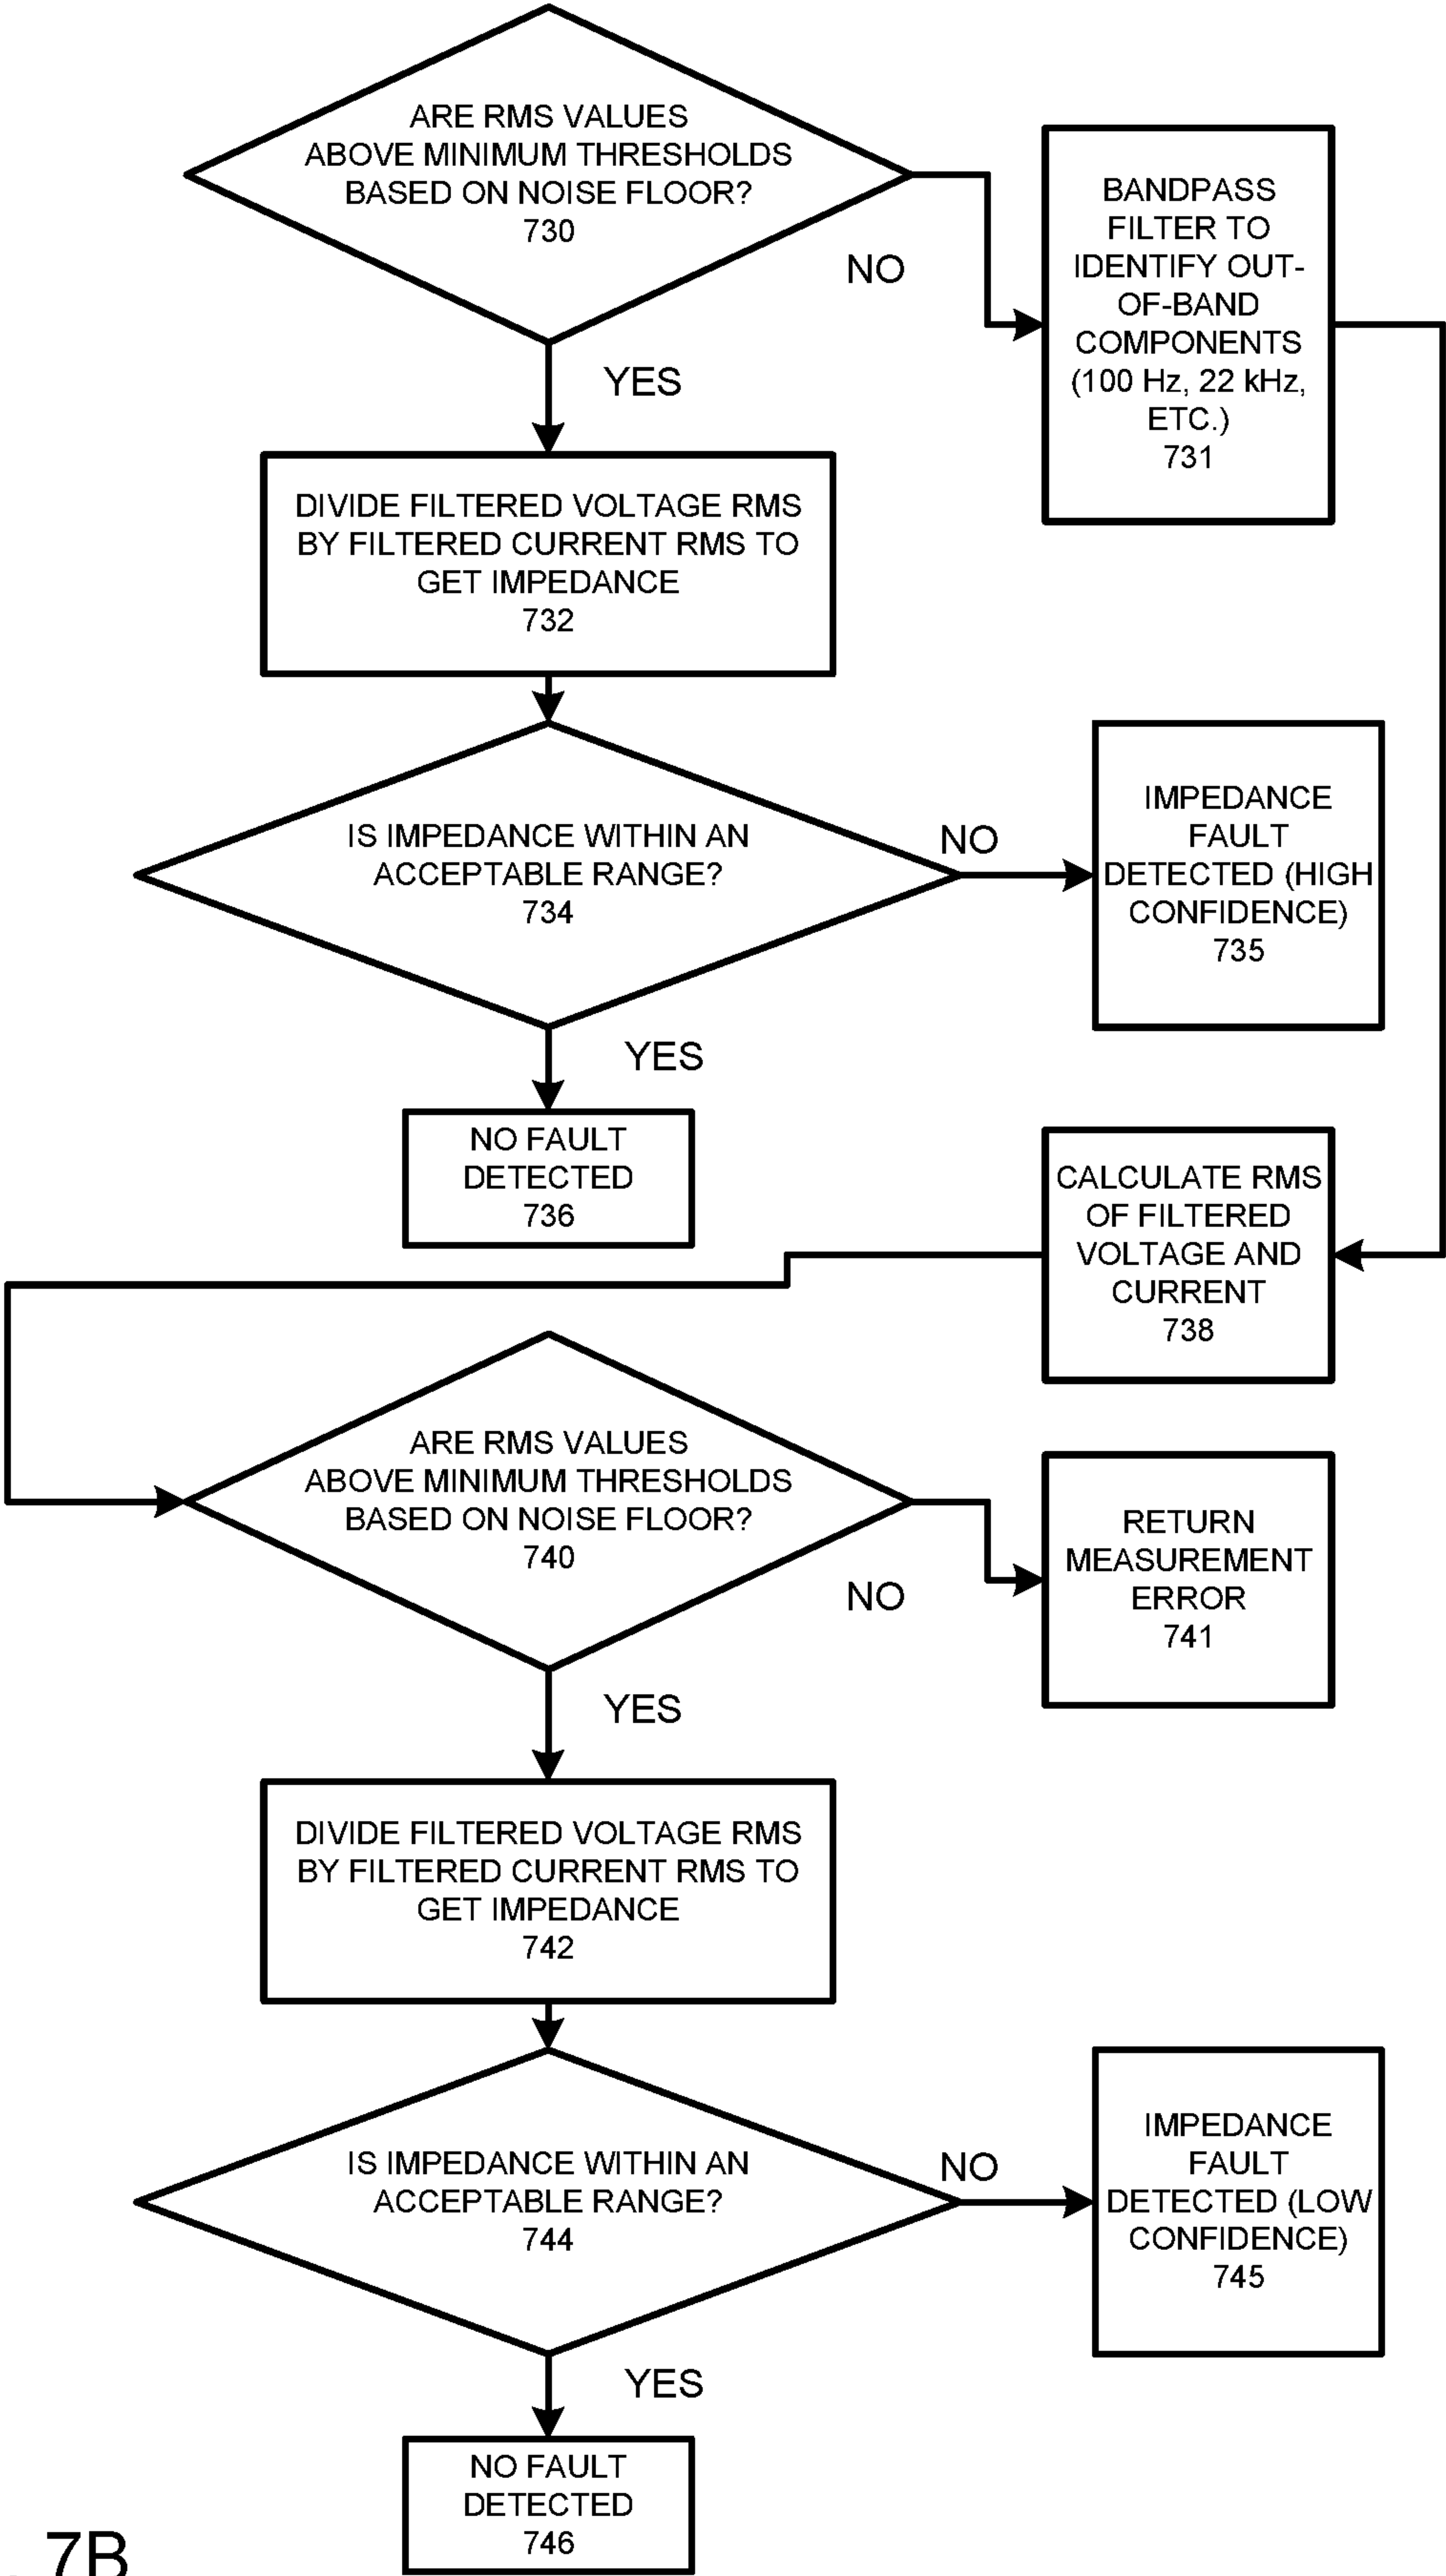 ARE RMS VALUES
ABOVE MINIMUM THRESHOLDS
BASED ON NOISE FLOOR?
730
NO
YES
BANDPASS
FILTER TO
IDENTIFY OUT-
OF-BAND
COMPONENTS
(100 Hz, 22 kHz,
ETC.)
731
DIVIDE FILTERED VOLTAGE RMS
BY FILTERED CURRENT RMS TO
GET IMPEDANCE
732
IS IMPEDANCE WITHIN AN
ACCEPTABLE RANGE?
734
NO
YES
IMPEDANCE
FAULT
DETECTED (HIGH
CONFIDENCE)
735
NO FAULT
DETECTED
736
CALCULATE RMS
OF FILTERED
VOLTAGE AND
CURRENT
738
ARE RMS VALUES
ABOVE MINIMUM THRESHOLDS
BASED ON NOISE FLOOR?
740
NO
YES
RETURN
MEASUREMENT
ERROR
741
DIVIDE FILTERED VOLTAGE RMS
BY FILTERED CURRENT RMS TO
GET IMPEDANCE
742
IS IMPEDANCE WITHIN AN
ACCEPTABLE RANGE?
744
NO
YES
IMPEDANCE
FAULT
DETECTED (LOW
CONFIDENCE)
745
NO FAULT
DETECTED
746
7B